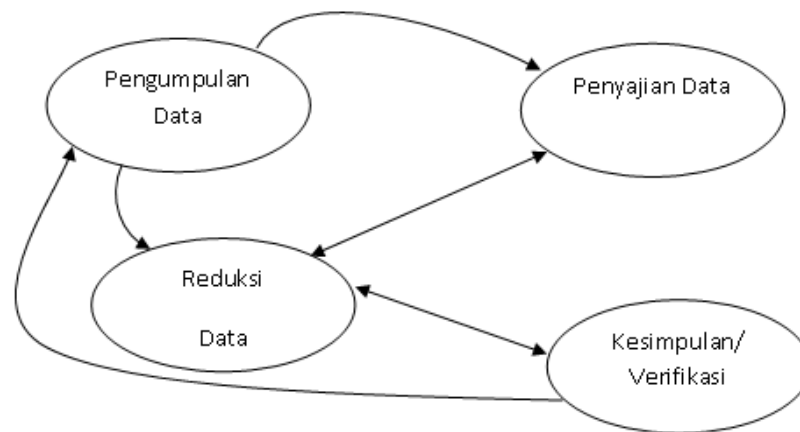 Pengumpulan
Data
Penyajian Data
Reduksi
Data
Kesimpulan/
Verifikasi